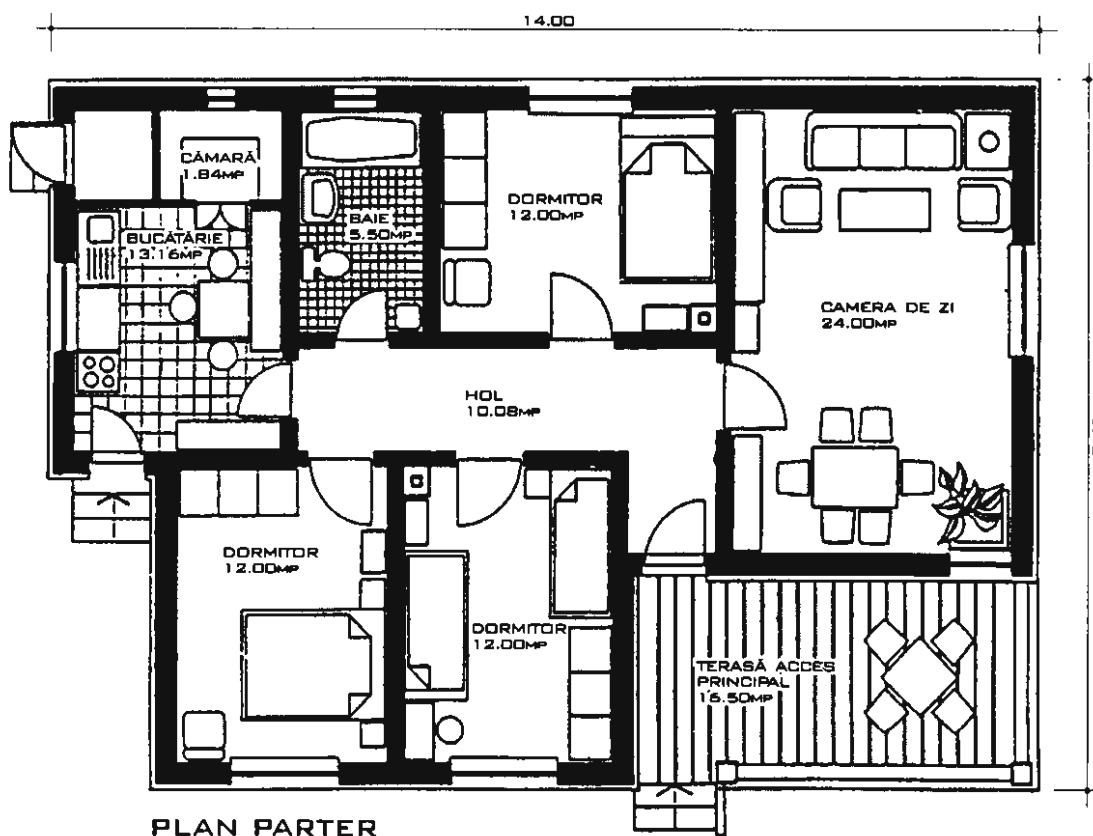 14.00
CĂMARĂ
1.84MP
DORMITOR
12.00MP
BAIE
5.50MP
BUCĂTĂRIE
13.16MP
CAMERA DE ZI
24.00MP
HOL
10.08MP
DORMITOR
12.00MP
DORMITOR
12.00MP
TERASĂ ACCES
PRINCIPAL
16.50MP
PLAN PARTER